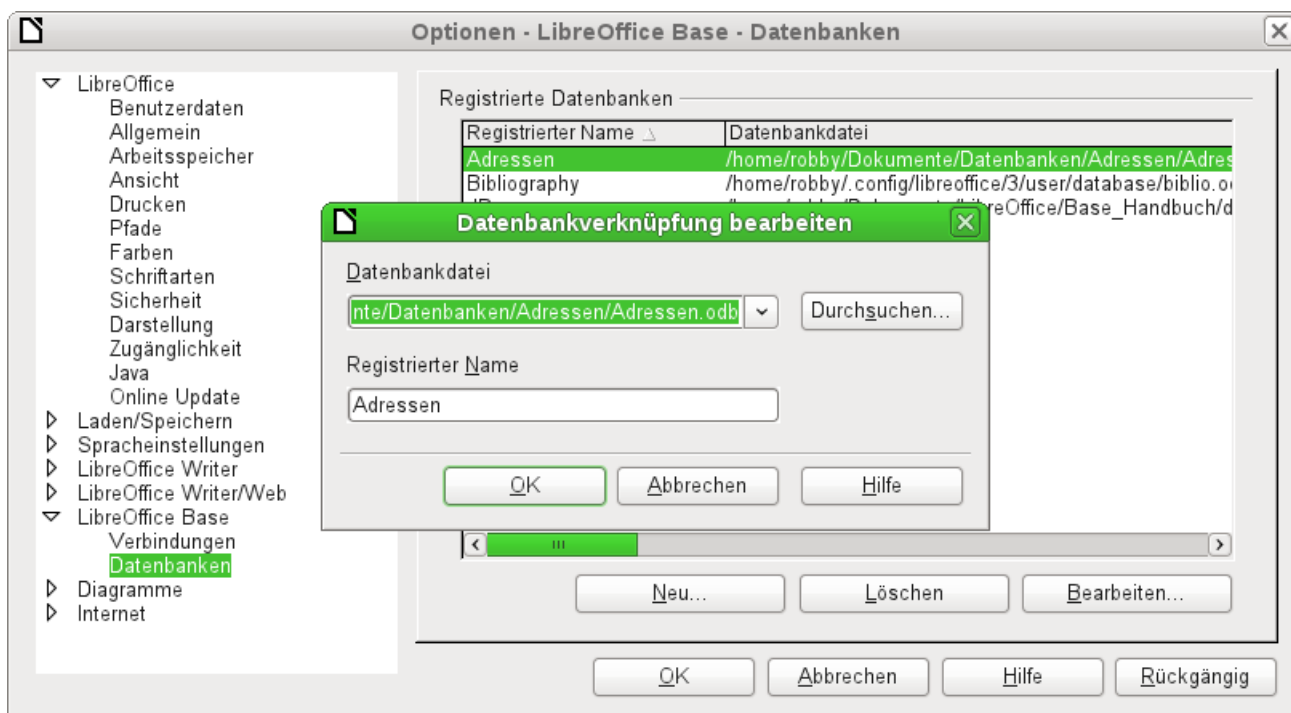 Optionen - LibreOffice Base - Datenbanken
LibreOffice
Benutzerdaten
Allgemein
Arbeitsspeicher
Ansicht
Drucken
Pfade
Farben
Schriftarten
Sicherheit
Darstellung
Zugänglichkeit
Java
Online Update
Laden/Speichern
Spracheinstellungen
LibreOffice Writer
LibreOffice Writer/Web
LibreOffice Base
Verbindungen
Datenbanken
Diagramme
Internet
Registrierte Datenbanken
Registrierter Name Datenbankdatei
Adressen /home/robby/Dokumente/Datenbanken/Adressen/Adres
Bibliography /home/robby/.config/libreoffice/3/user/database/biblio.o
Datenbankverknüpfung bearbeiten
Datenbankdatei
nte/Datenbanken/Adressen/Adressen.odb Durchsuchen...
Registrierter Name
Adressen
OK Abbrechen Hilfe
Neu... Löschen Bearbeiten...
OK Abbrechen Hilfe Rückgängig